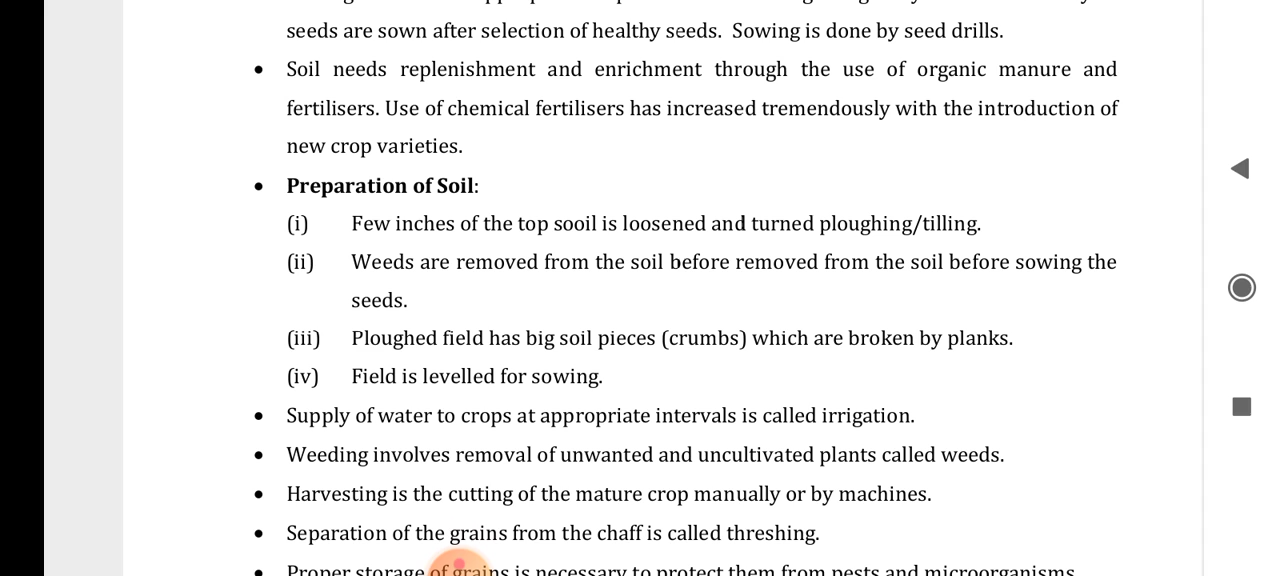 seeds are sown after selection of healthy seeds. Sowing is done by seed drills.
• Soil needs replenishment and enrichment through the use of organic manure and
fertilisers. Use of chemical fertilisers has increased tremendously with the introduction of
new crop varieties.
• Preparation of Soil:
(i) Few inches of the top sooil is loosened and turned ploughing/tilling.
(ii) Weeds are removed from the soil before removed from the soil before sowing the
seeds.
(iii) Ploughed field has big soil pieces (crumbs) which are broken by planks.
(iv) Field is levelled for sowing.
• Supply of water to crops at appropriate intervals is called irrigation.
• Weeding involves removal of unwanted and uncultivated plants called weeds.
• Harvesting is the cutting of the mature crop manually or by machines.
• Separation of the grains from the chaff is called threshing.
• Proper storage of grains is necessary to protect them from pests and microorganisms